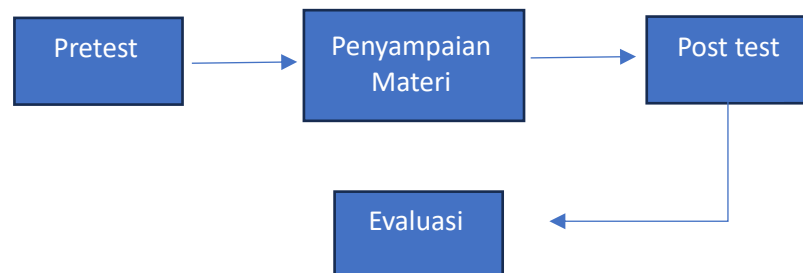 Pretest
Penyampaian
Materi
Post test
Evaluasi